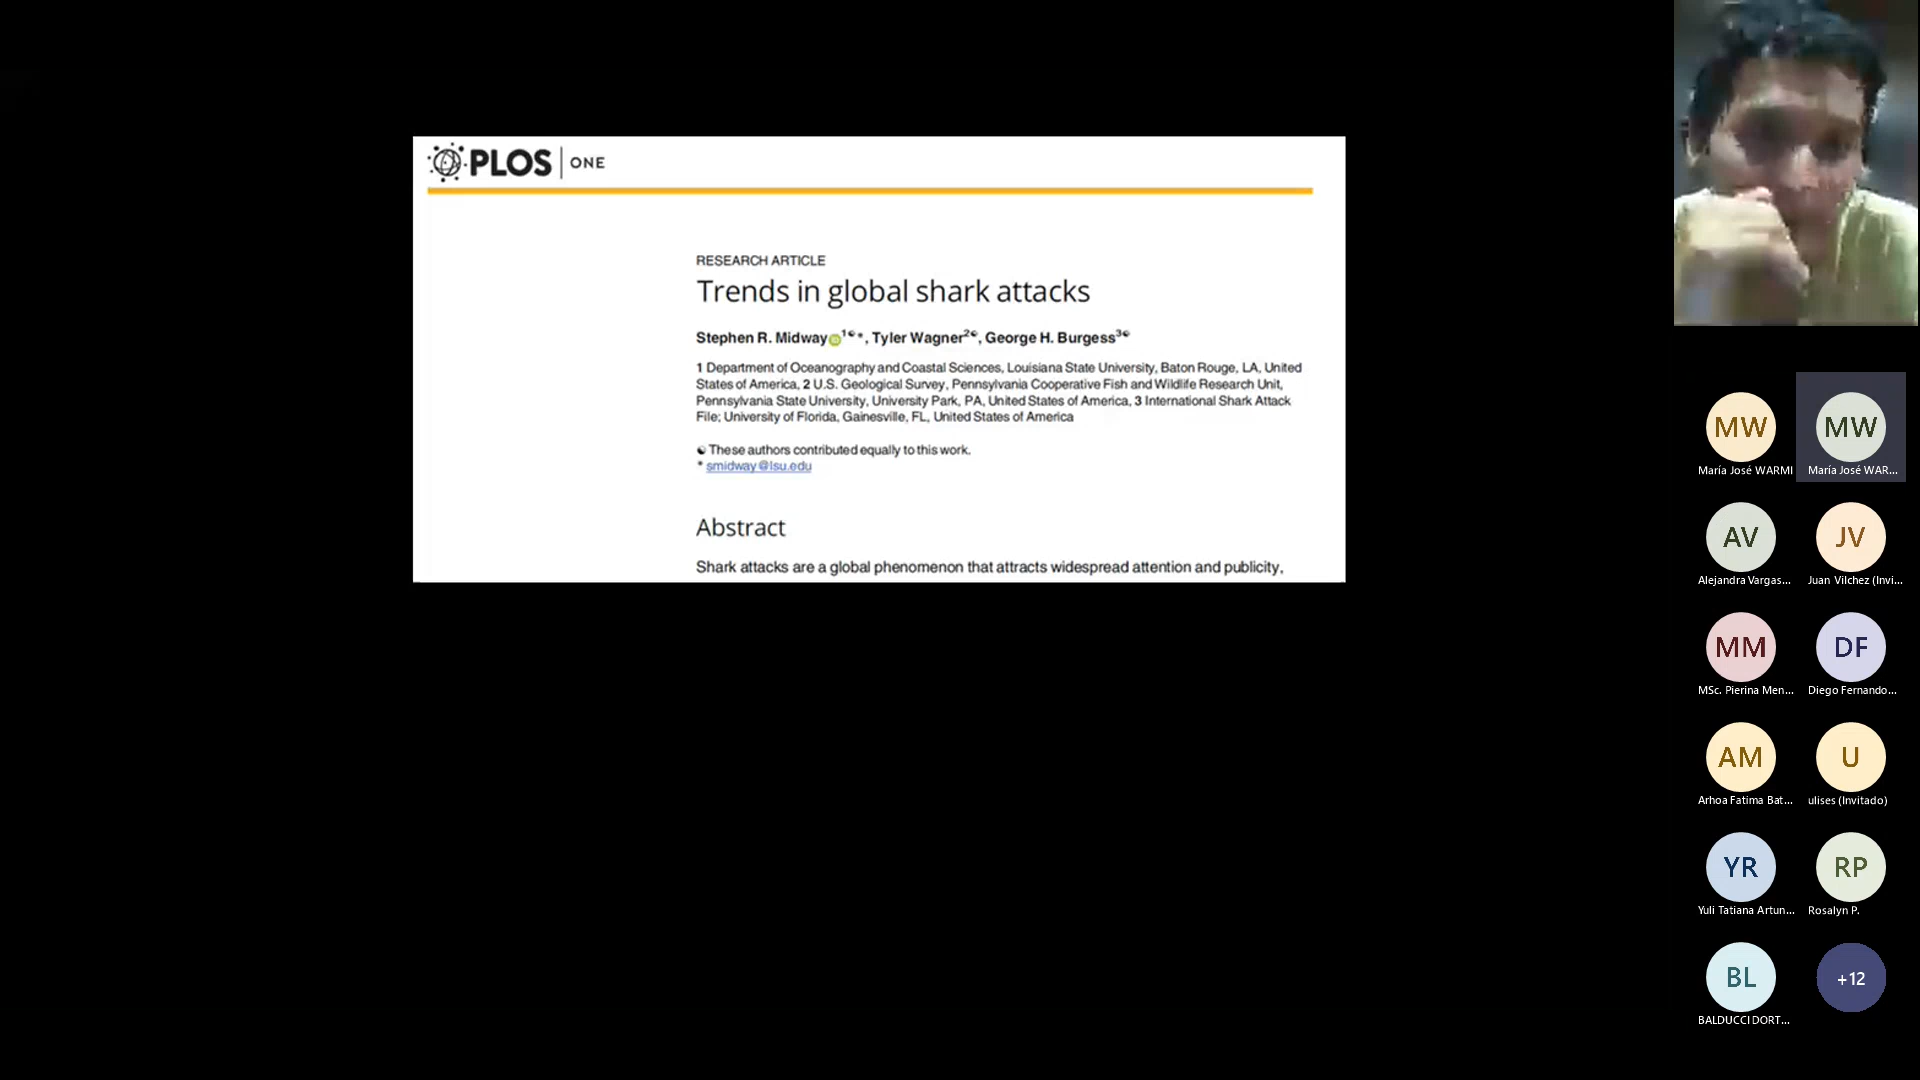 PLOS ONE
RESEARCH ARTICLE
Trends in global shark attacks
Stephen R. Midway 1☯*, Tyler Wagner2☯, George H. Burgess3☯
1 Department of Oceanography and Coastal Sciences, Louisiana State University, Baton Rouge, LA, United
States of America, 2 U.S. Geological Survey, Pennsylvania Cooperative Fish and Wildlife Research Unit,
Pennsylvania State University, University Park, PA, United States of America, 3 International Shark Attack
File; University of Florida, Gainesville, FL, United States of America
☯ These authors contributed equally to this work.
* smidway@lsu.edu
Abstract
Shark attacks are a global phenomenon that attracts widespread attention and publicity,
MW MW
María José WARMI María José WAR...
AV JV
Alejandra Vargas... Juan Vilchez (Invi...
MM DF
MSc. Pierina Men... Diego Fernando...
AM U
Arhoa Fatima Bat... ulises (Invitado)
YR RP
Yuli Tatiana Artun... Rosalyn P.
BL +12
BALDUCCI DORT...